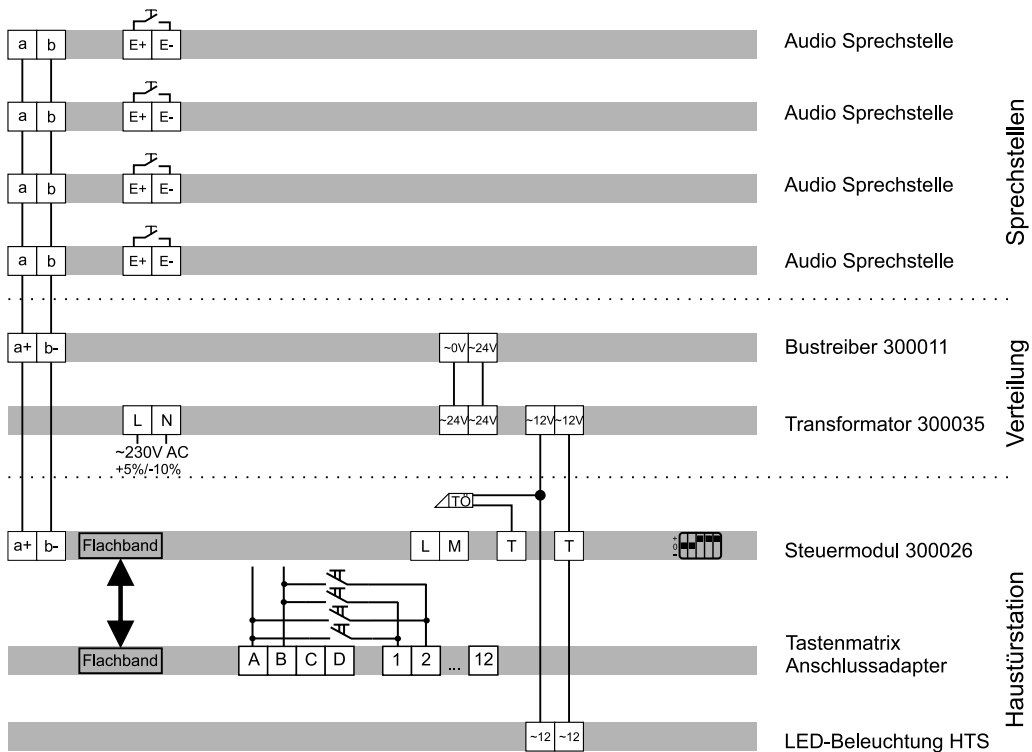 a b E+ E- Audio Sprechstelle
a b E+ E- Audio Sprechstelle
a b E+ E- Audio Sprechstelle
a b E+ E- Audio Sprechstelle
Sprechstellen
a+ b- ~0V ~24V Bustreiber 300011
L N ~24V ~24V ~12V ~12V Transformator 300035
~230V AC
+5%/-10%
Verteilung
TÖ
a+ b- Flachband L M T T + 0 - Steuermodul 300026
Flachband A B C D 1 2 ... 12 Tastenmatrix
Anschlussadapter
~12 ~12 LED-Beleuchtung HTS
Haustürstation